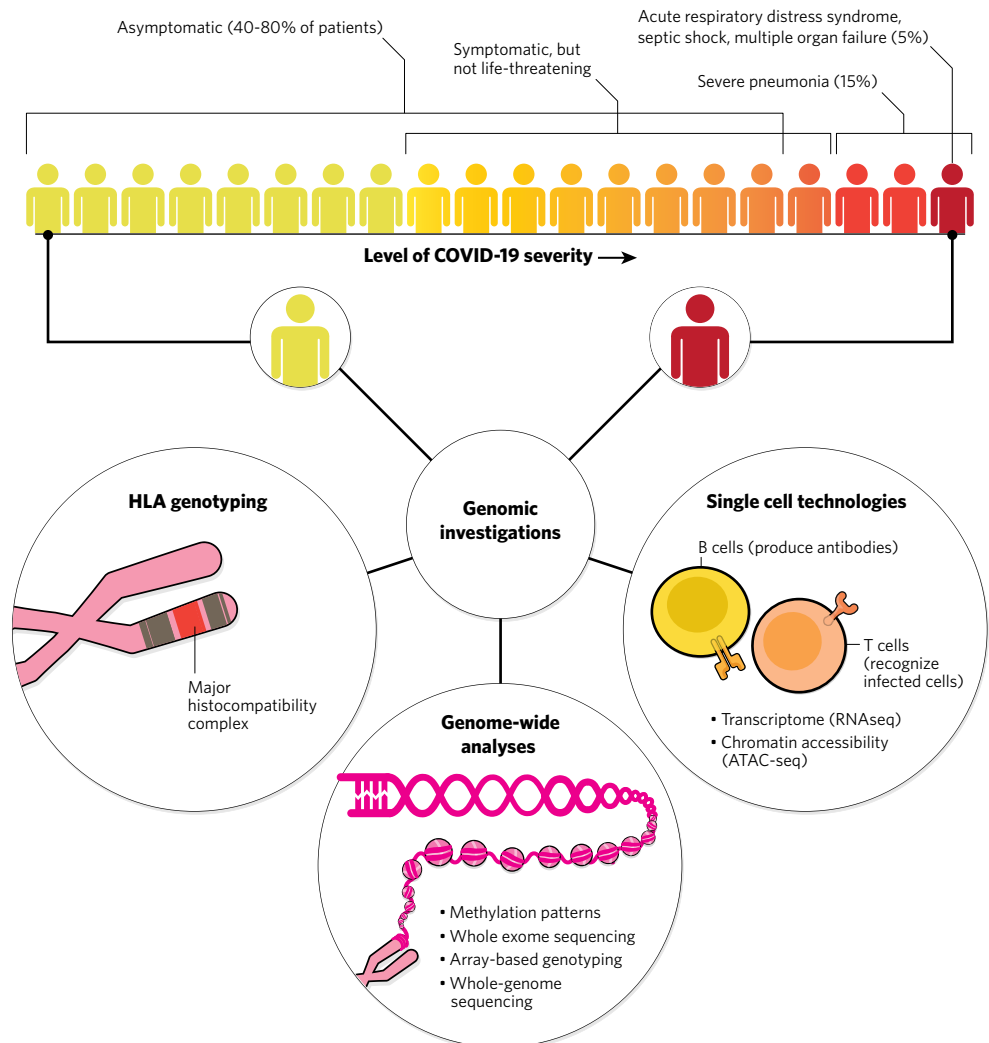 Asymptomatic (40-80% of patients)
Symptomatic, but
not life-threatening
Acute respiratory distress syndrome,
septic shock, multiple organ failure (5%)
Severe pneumonia (15%)
Level of COVID-19 severity →
Genomic
investigations
HLA genotyping
Major
histocompatibility
complex
Single cell technologies
B cells (produce antibodies)
T cells
(recognize
infected cells)
▪ Transcriptome (RNAseq)
▪ Chromatin accessibility
(ATAC-seq)
Genome-wide
analyses
▪ Methylation patterns
▪ Whole exome sequencing
▪ Array-based genotyping
▪ Whole-genome
sequencing